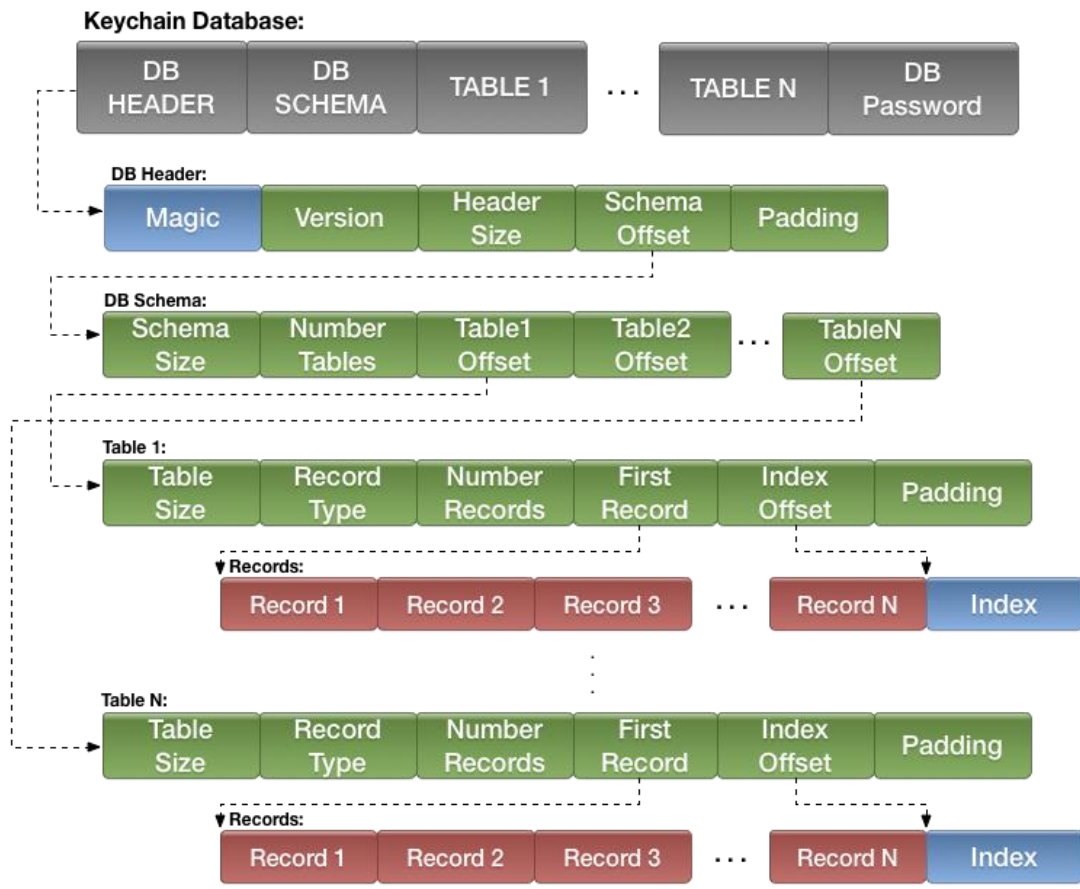 Keychain Database:
DB
HEADER
DB
SCHEMA
TABLE 1
...
TABLE N
DB
Password
DB Header:
Magic
Version
Header
Size
Schema
Offset
Padding
DB Schema:
Schema
Size
Number
Tables
Table1
Offset
Table2
Offset
...
TableN
Offset
Table 1:
Table
Size
Record
Type
Number
Records
First
Record
Index
Offset
Padding
Records:
Record 1
Record 2
Record 3
...
Record N
Index
.
.
.
Table N:
Table
Size
Record
Type
Number
Records
First
Record
Index
Offset
Padding
Records:
Record 1
Record 2
Record 3
...
Record N
Index